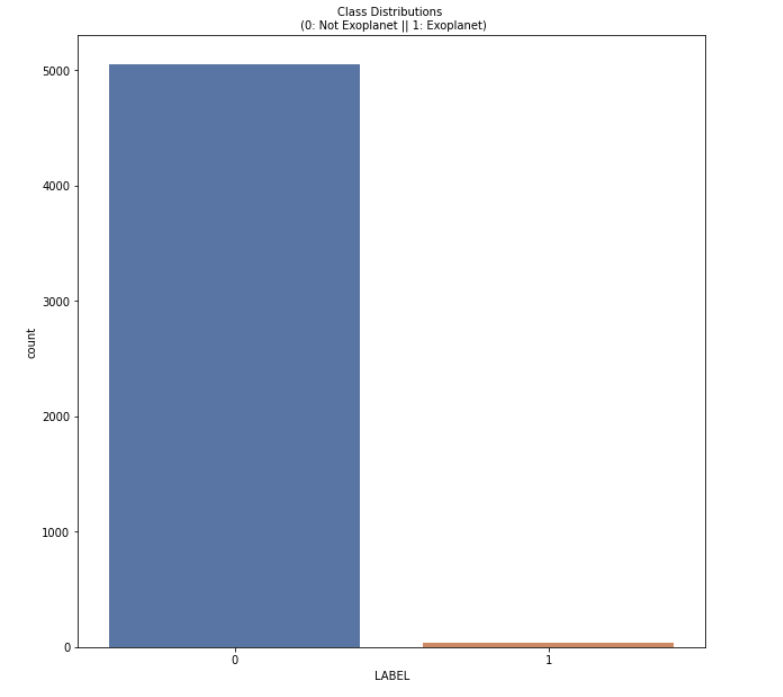 Class Distributions
(0: Not Exoplanet || 1: Exoplanet)
5000
4000
3000
2000
1000
0
count
0 1
LABEL